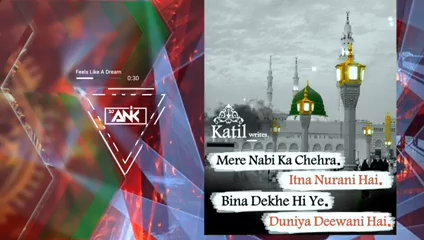 Feels Like A Dream
0:30
ANK
Katil
writes
Mere Nabi Ka Chehra.
Itna Nurani Hai.
Bina Dekhe Hi Ye.
Duniya Deewani Hai.